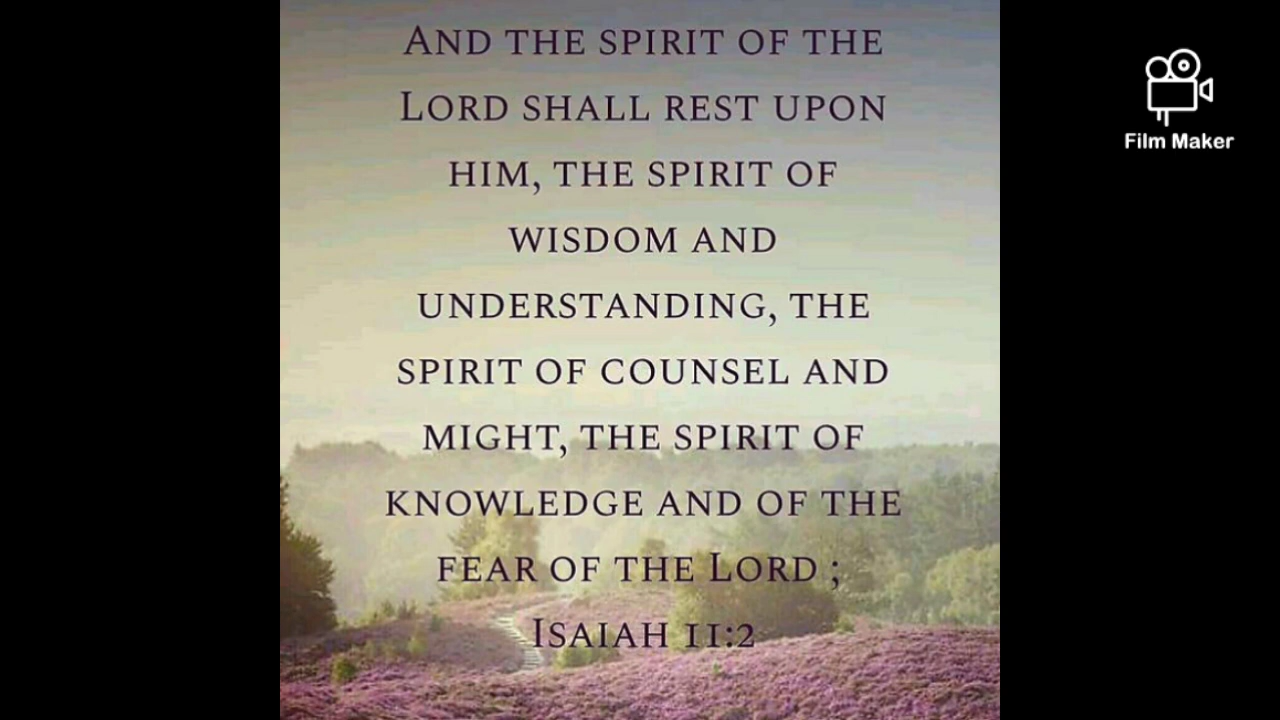 And the spirit of the
Lord shall rest upon
him, the spirit of
wisdom and
understanding, the
spirit of counsel and
might, the spirit of
knowledge and of the
fear of the Lord ;
Isaiah 11:2
Film Maker